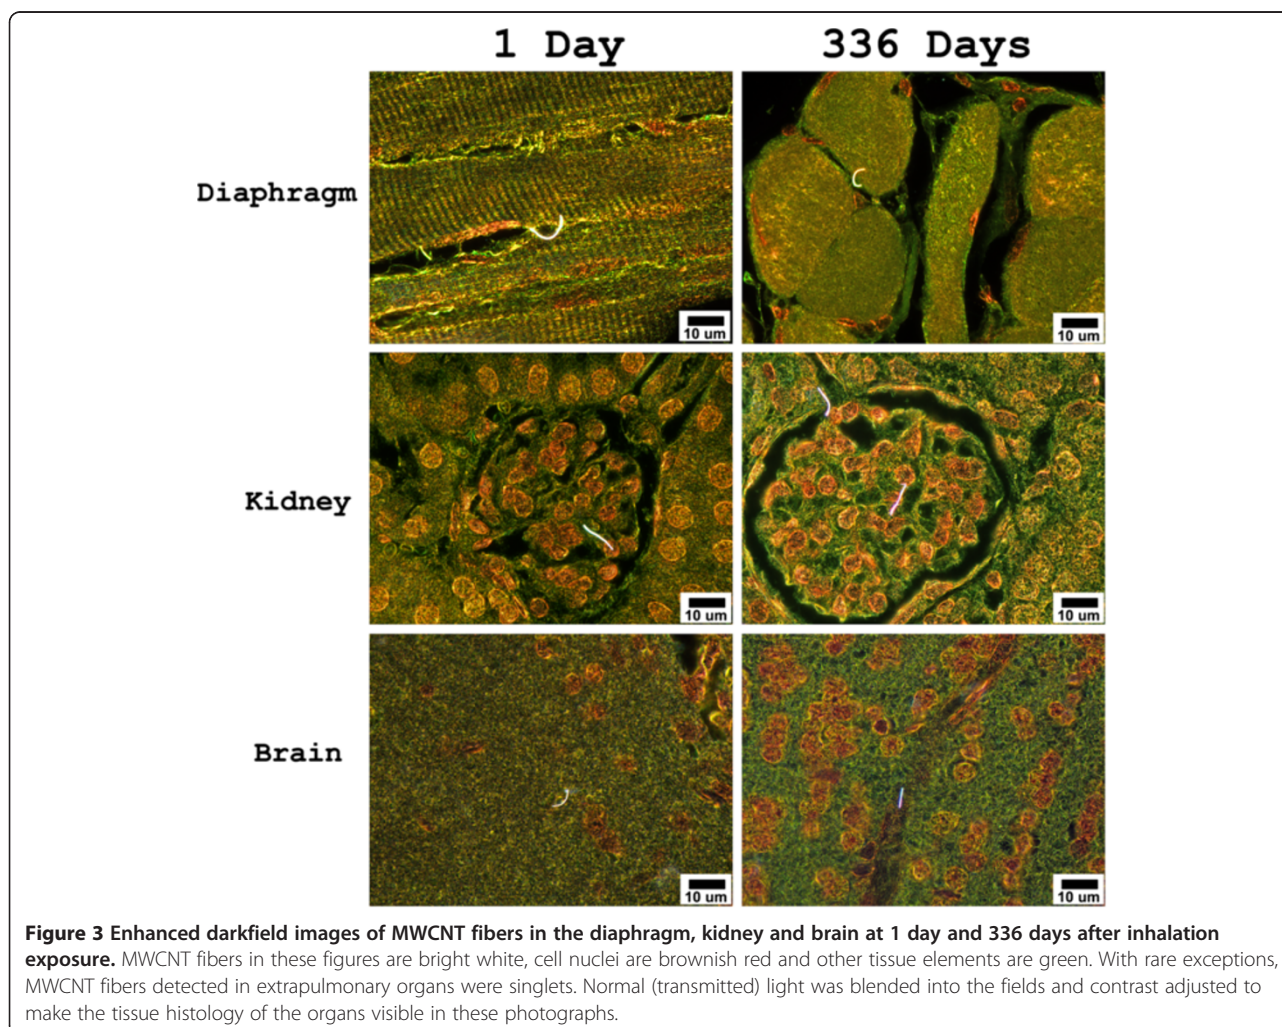 1 Day 336 Days
Diaphragm
10 um 10 um
Kidney
10 um 10 um
Brain
10 um 10 um
Figure 3 Enhanced darkfield images of MWCNT fibers in the diaphragm, kidney and brain at 1 day and 336 days after inhalation
exposure. MWCNT fibers in these figures are bright white, cell nuclei are brownish red and other tissue elements are green. With rare exceptions,
MWCNT fibers detected in extrapulmonary organs were singlets. Normal (transmitted) light was blended into the fields and contrast adjusted to
make the tissue histology of the organs visible in these photographs.